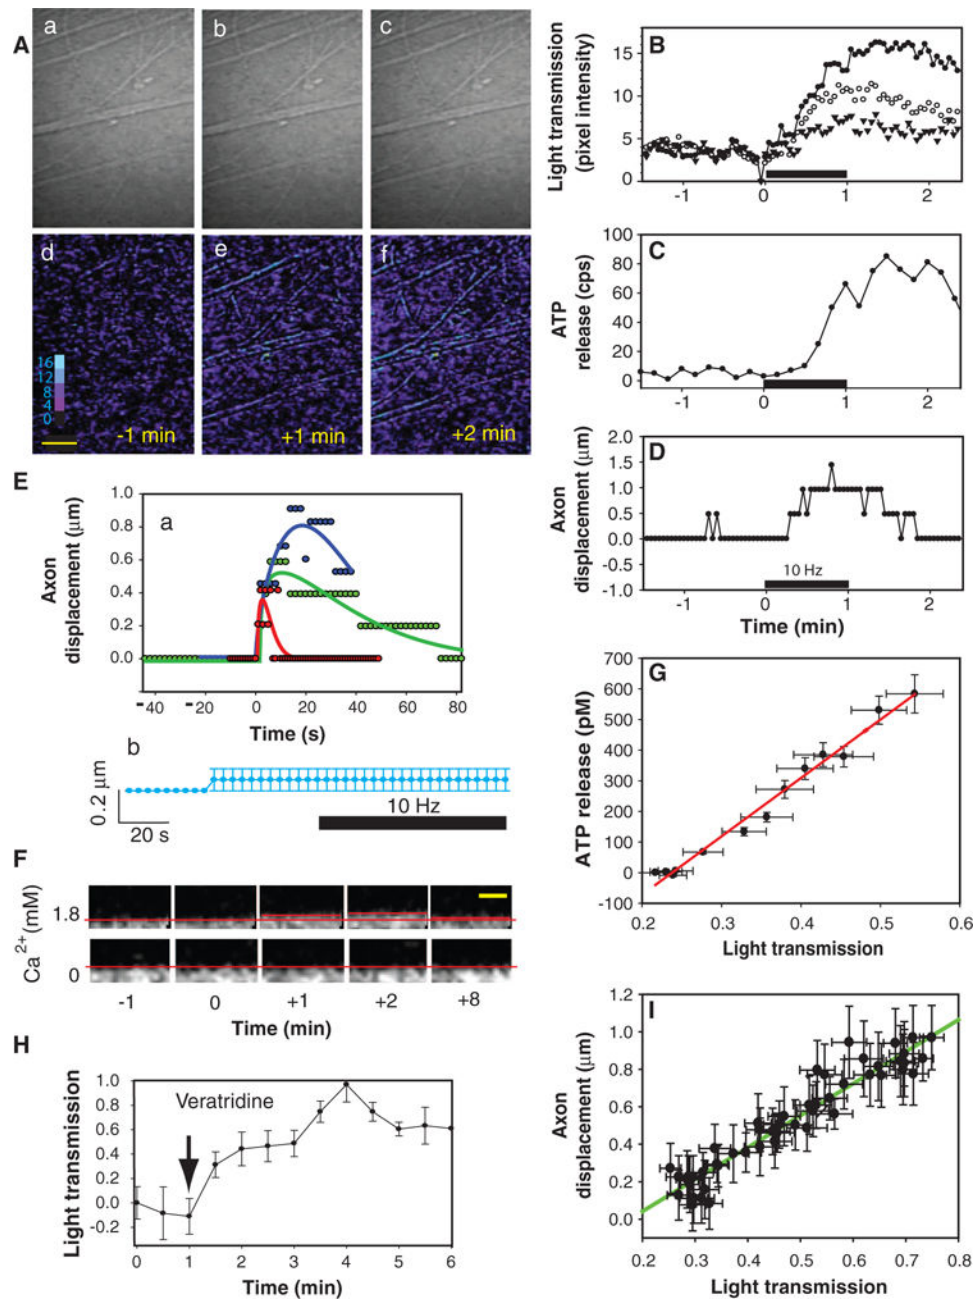 A
a
b
c
d
e
f
16
12
8
4
0
-1 min
+1 min
+2 min
B
Light transmission
(pixel intensity)
15
10
5
0
-1
0
1
2
C
ATP
release (cps)
100
80
60
40
20
0
-1
0
1
2
D
Axon
displacement (μm)
2.0
1.5
1.0
0.5
0.0
-0.5
-1.0
10 Hz
-1
0
1
2
Time (min)
E
a
Axon
displacement (μm)
1.0
0.8
0.6
0.4
0.2
0.0
-40
-20
0
20
40
60
80
Time (s)
b
0.2 μm
20 s
10 Hz
F
Ca2+ (mM)
1.8
0
-1
0
+1
+2
+8
Time (min)
G
ATP release (pM)
700
600
500
400
300
200
100
0
-100
0.2
0.3
0.4
0.5
0.6
Light transmission
H
Light transmission
1.0
0.8
0.6
0.4
0.2
0.0
-0.2
Veratridine
0
1
2
3
4
5
6
Time (min)
I
Axon
displacement (μm)
1.2
1.0
0.8
0.6
0.4
0.2
0.0
0.2
0.3
0.4
0.5
0.6
0.7
0.8
Light transmission